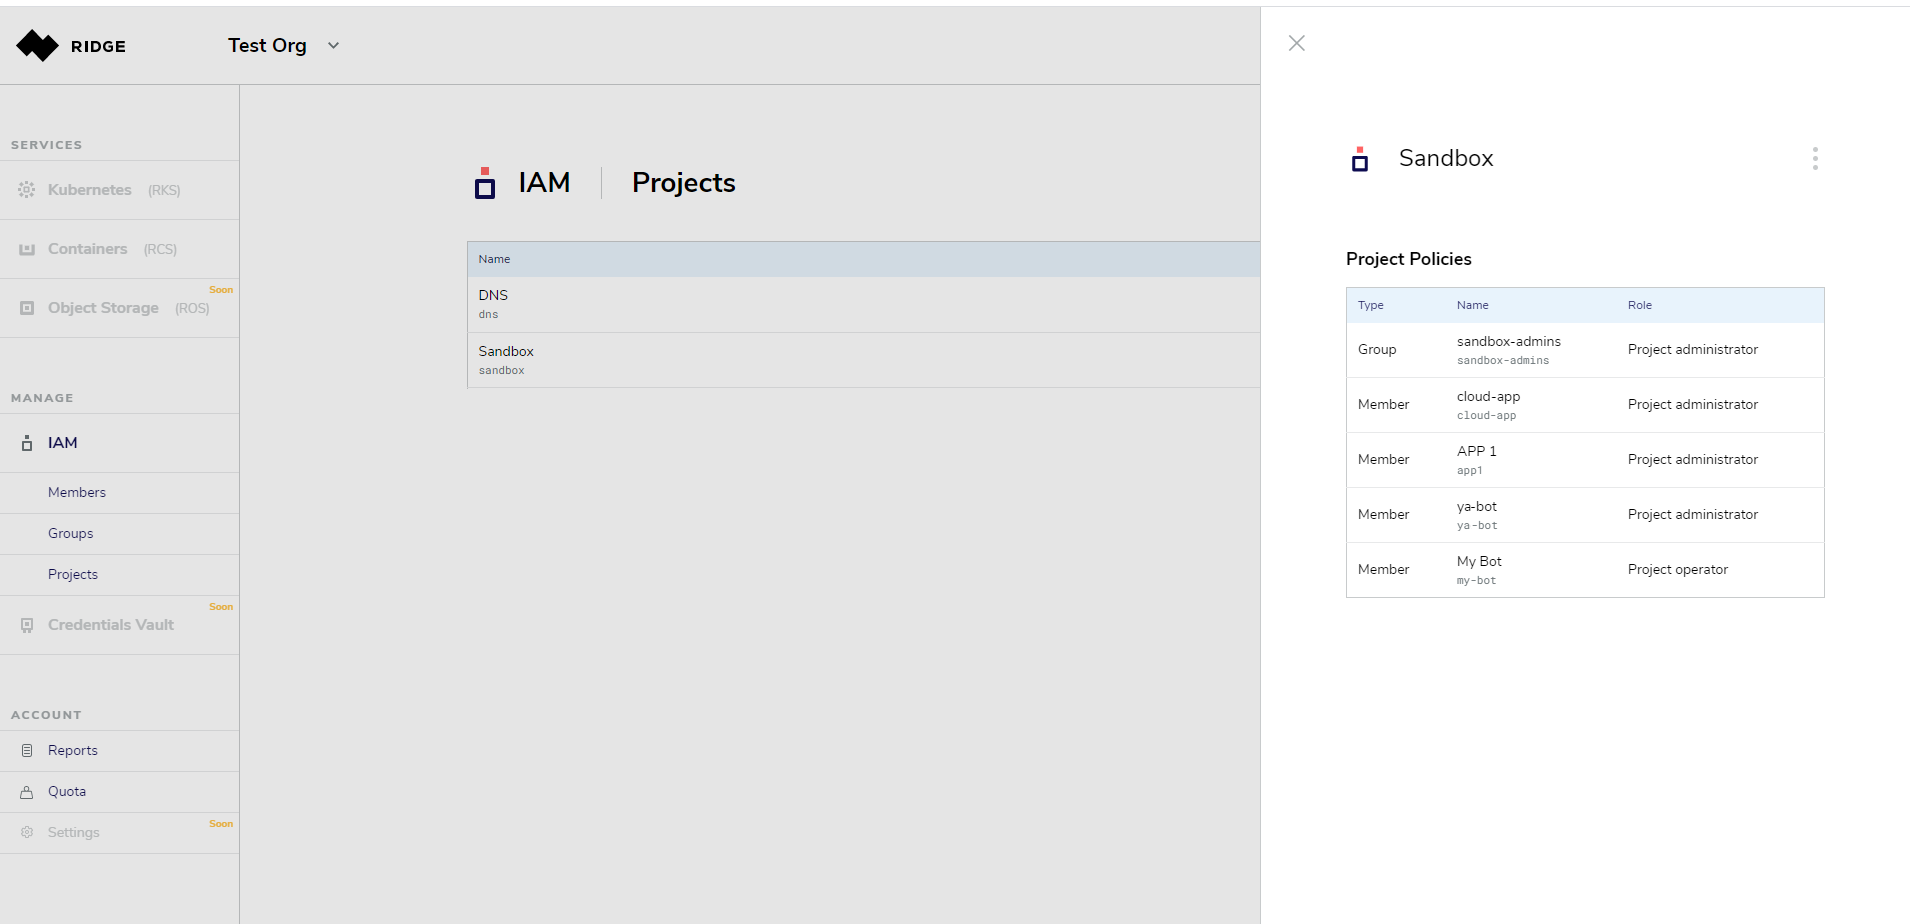 RIDGE
Test Org
SERVICES
Kubernetes (RKS)
Containers (RCS)
Soon
Object Storage (ROS)
MANAGE
IAM
Members
Groups
Projects
Soon
Credentials Vault
ACCOUNT
Reports
Quota
Soon
Settings
IAM Projects
Name
DNS
dns
Sandbox
sandbox
Sandbox
Project Policies
Type Name Role
Group sandbox-admins Project administrator
sandbox-admins
Member cloud-app Project administrator
cloud-app
Member APP 1 Project administrator
app1
Member ya-bot Project administrator
ya-bot
Member My Bot Project operator
my-bot